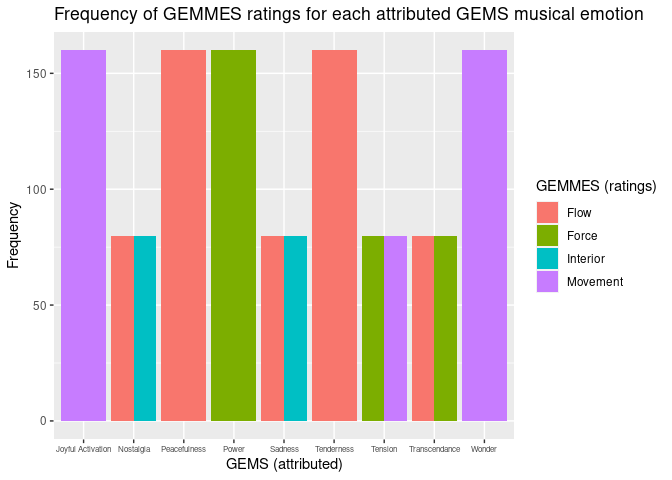 Frequency of GEMMES ratings for each attributed GEMS musical emotion
150
100
50
0
Frequency
Joyful Activation Nostalgia Peacefulness Power Sadness Tenderness Tension Transcendance Wonder
GEMS (attributed)
GEMMES (ratings)
Flow
Force
Interior
Movement